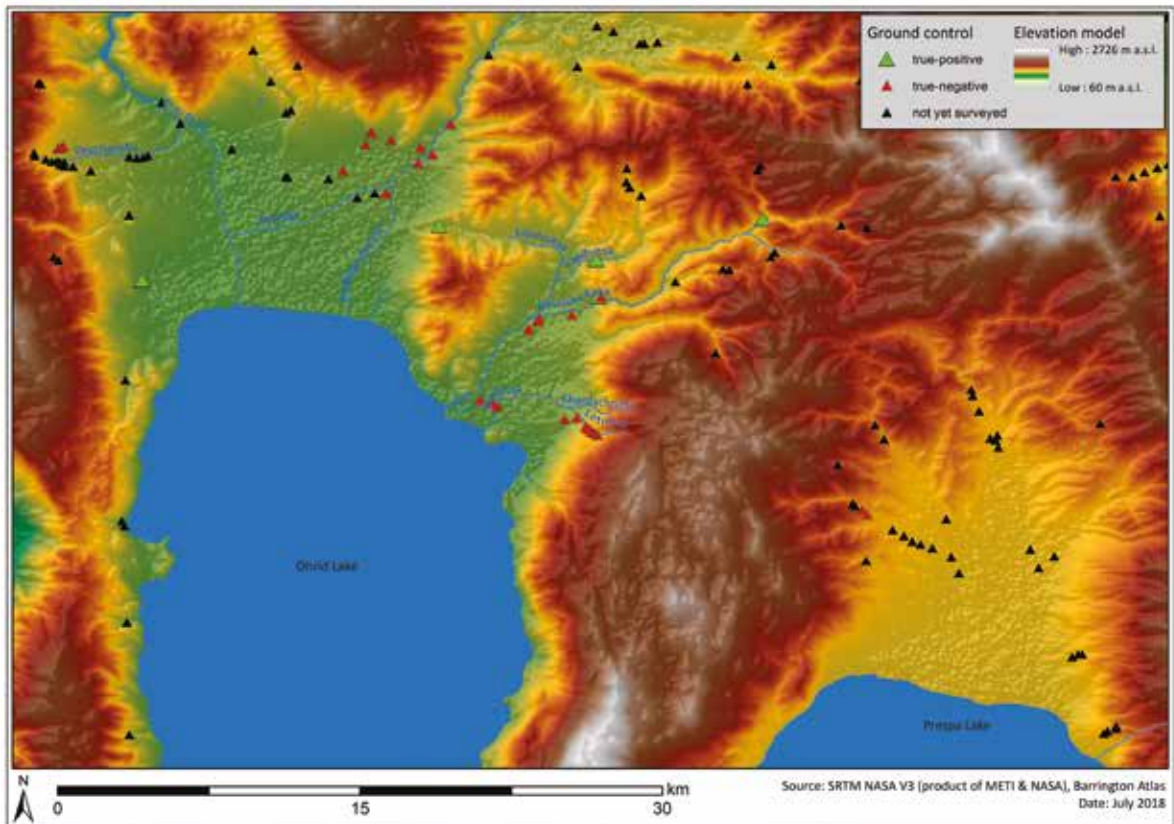 Ground control
true-positive
true-negative
not yet surveyed
Elevation model
High : 2726 m a.s.l.
Low : 60 m a.s.l.
Ohrid Lake
Prespa Lake
N
0
15
30
km
Source: SRTM NASA V3 (product of METI & NASA), Barrington Atlas
Date: July 2018